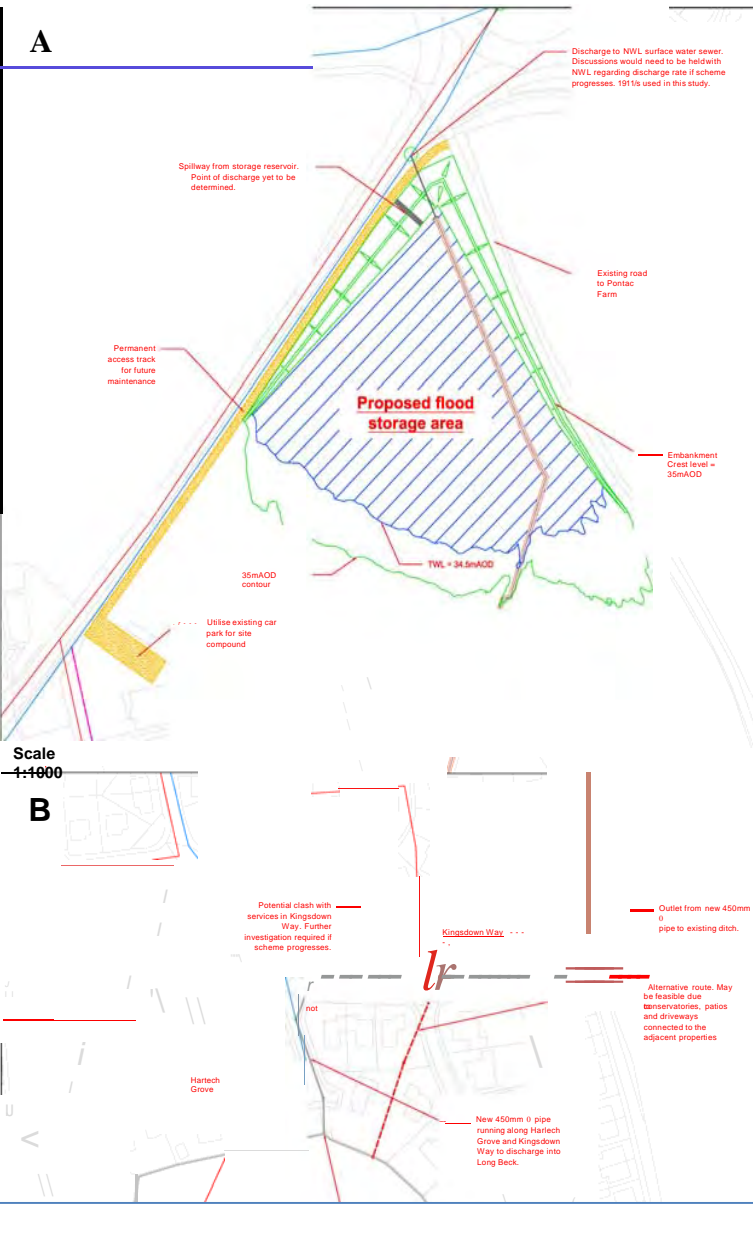 A
Discharge to NWL surface water sewer.
Discussions would need to be heldwith
NWL regarding discharge rate if scheme
progresses. 1911/s used in this study.
Spillway from storage reservoir.
Point of discharge yet to be
determined.
Existing road
to Pontac
Farm
Permanent
access track
for future
maintenance
Proposed flood
storage area
Embankment
Crest level =
35mAOD
TWL = 34.5mAOD
35mAOD
contour
Utilise existing car
park for site
compound
Scale
1:1000
B
Potential clash with
services in Kingsdown
Way. Further
investigation required if
scheme progresses.
Kingsdown Way
Outlet from new 450mm
0
pipe to existing ditch.
lr
r
not
Alternative route. May
be feasible due
to
conservatories, patios
and driveways
connected to the
adjacent properties
Hartech
Grove
New 450mm 0 pipe
running along Harlech
Grove and Kingsdown
Way to discharge into
Long Beck.